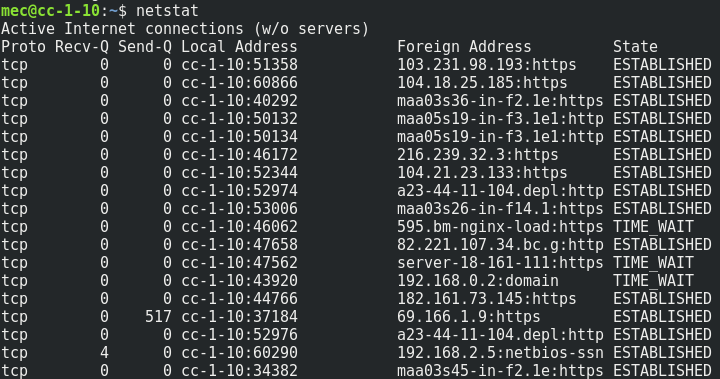 mec@cc-1-10:~$ netstat
Active Internet connections (w/o servers)
Proto Recv-Q Send-Q Local Address           Foreign Address         State
tcp        0      0 cc-1-10:51358           103.231.98.193:https    ESTABLISHED
tcp        0      0 cc-1-10:60866           104.18.25.185:https     ESTABLISHED
tcp        0      0 cc-1-10:40292           maa03s36-in-f2.1e:https ESTABLISHED
tcp        0      0 cc-1-10:50132           maa05s19-in-f3.1e1:http ESTABLISHED
tcp        0      0 cc-1-10:50134           maa05s19-in-f3.1e1:http ESTABLISHED
tcp        0      0 cc-1-10:46172           216.239.32.3:https      ESTABLISHED
tcp        0      0 cc-1-10:52344           104.21.23.133:https     ESTABLISHED
tcp        0      0 cc-1-10:52974           a23-44-11-104.depl:http ESTABLISHED
tcp        0      0 cc-1-10:53006           maa03s26-in-f14.1:https ESTABLISHED
tcp        0      0 cc-1-10:46062           595.bm-nginx-load:https TIME_WAIT
tcp        0      0 cc-1-10:47658           82.221.107.34.bc.g:http ESTABLISHED
tcp        0      0 cc-1-10:47562           server-18-161-111:https TIME_WAIT
tcp        0      0 cc-1-10:43920           192.168.0.2:domain      TIME_WAIT
tcp        0      0 cc-1-10:44766           182.161.73.145:https    ESTABLISHED
tcp        0    517 cc-1-10:37184           69.166.1.9:https        ESTABLISHED
tcp        0      0 cc-1-10:52976           a23-44-11-104.depl:http ESTABLISHED
tcp        4      0 cc-1-10:60290           192.168.2.5:netbios-ssn ESTABLISHED
tcp        0      0 cc-1-10:34382           maa03s45-in-f2.1e:https ESTABLISHED